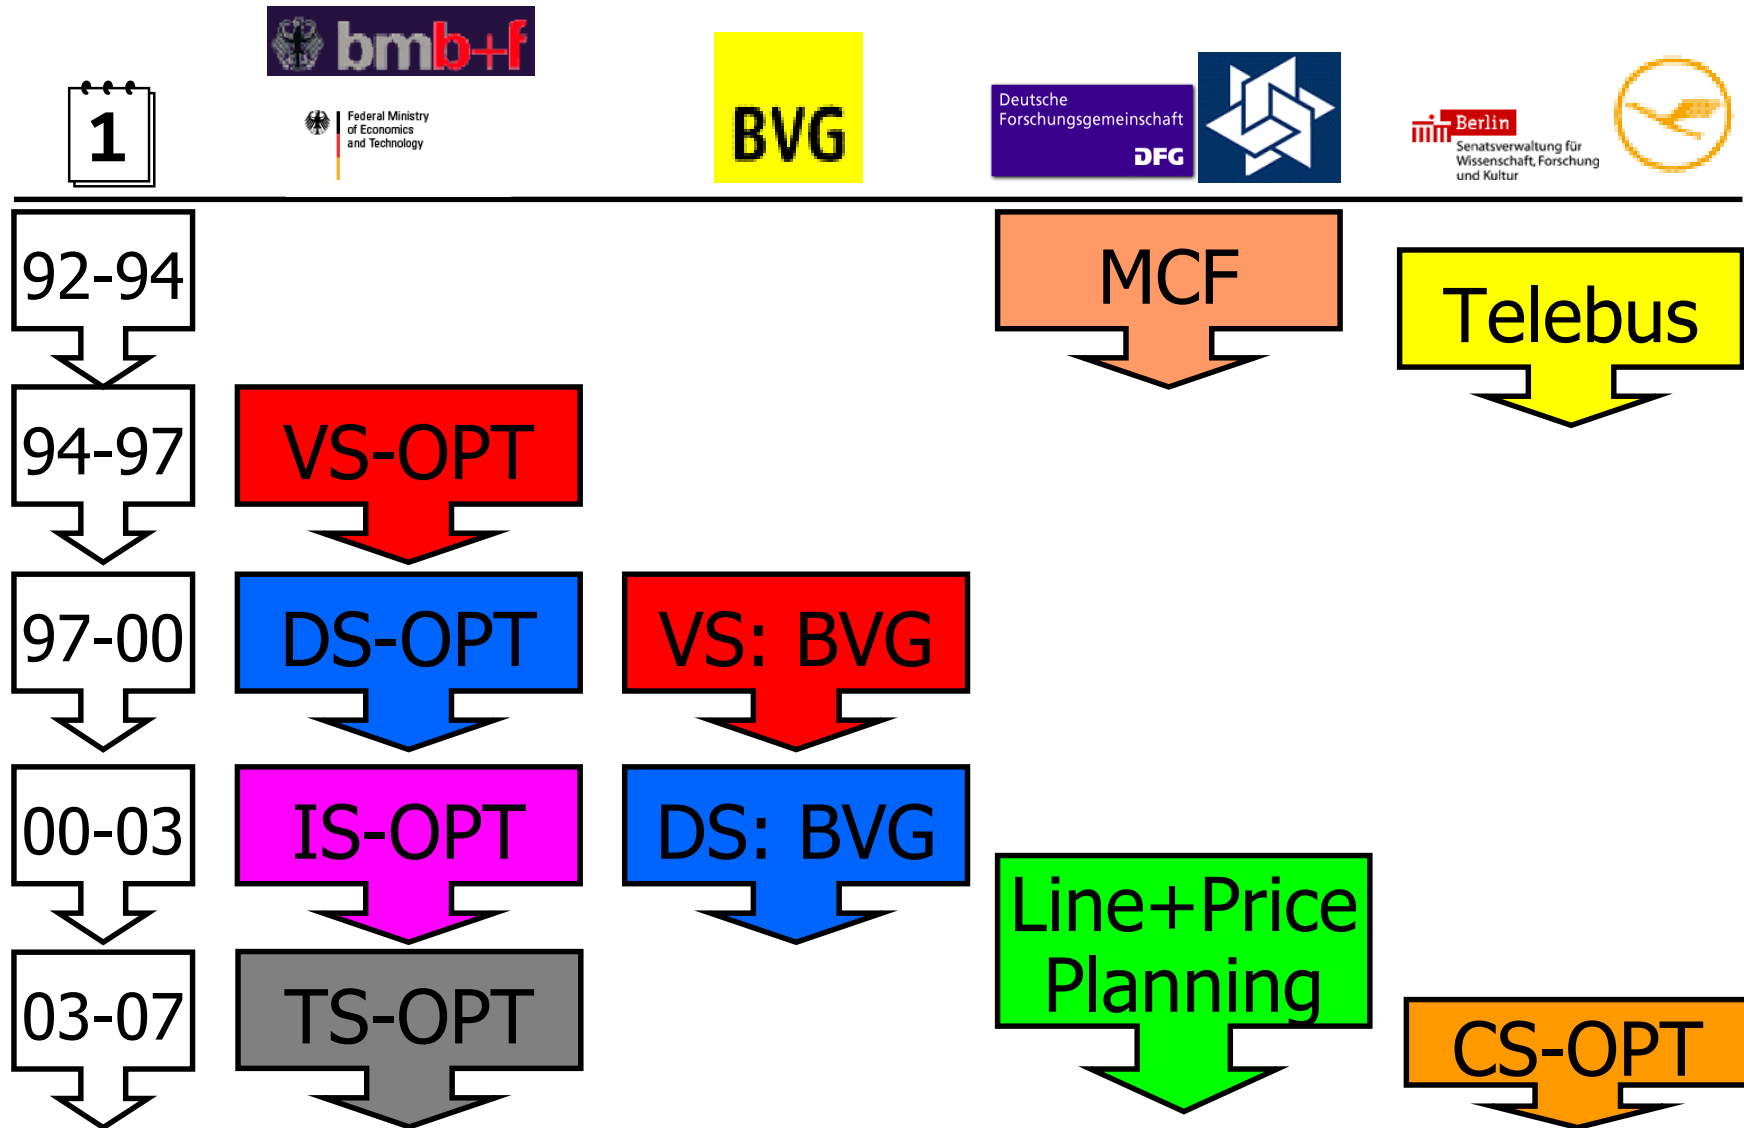 bmb+f
1
Federal Ministry
of Economics
and Technology
BVG
Deutsche
Forschungsgemeinschaft
DFG
Berlin
Senatsverwaltung für
Wissenschaft, Forschung
und Kultur
92-94
MCF
Telebus
94-97
VS-OPT
97-00
DS-OPT
VS: BVG
00-03
IS-OPT
DS: BVG
Line+Price
Planning
03-07
TS-OPT
CS-OPT